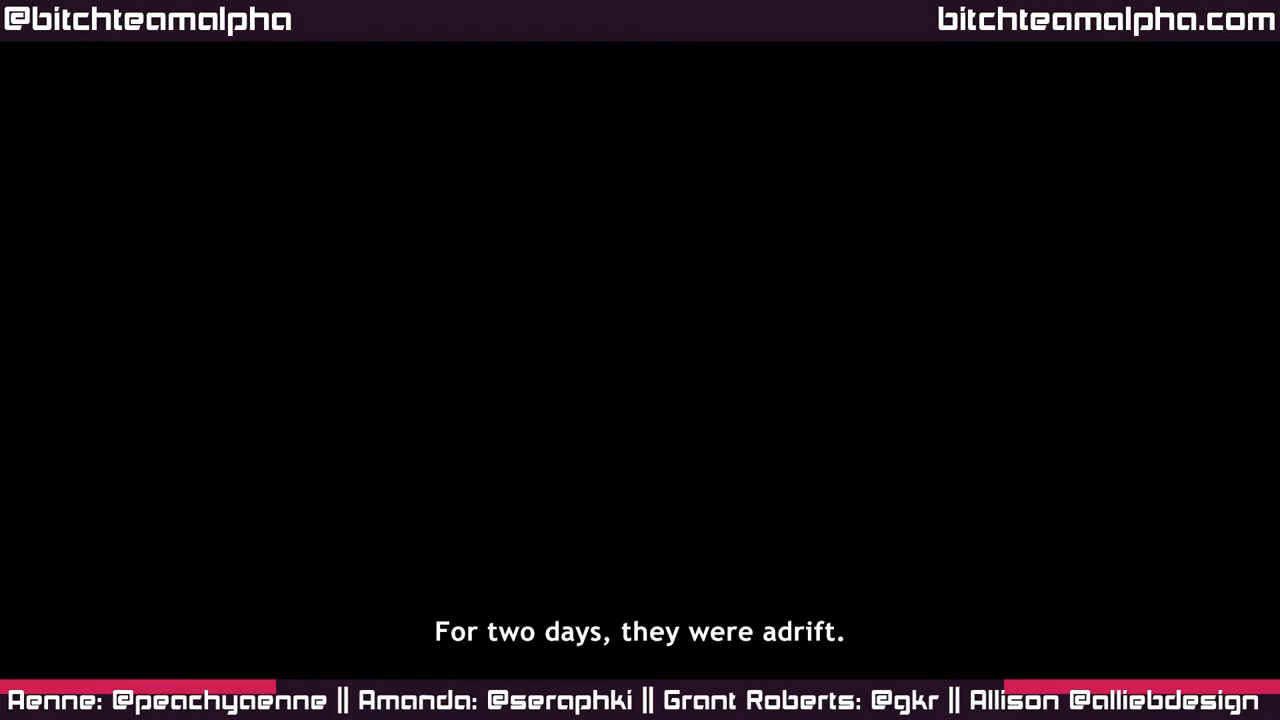 @bitchteamalpha
bitchteamalpha.com
For two days, they were adrift.
Aenne: @peachyaenne || Amanda: @seraphki || Grant Roberts: @gkr || Allison @alliebdesign